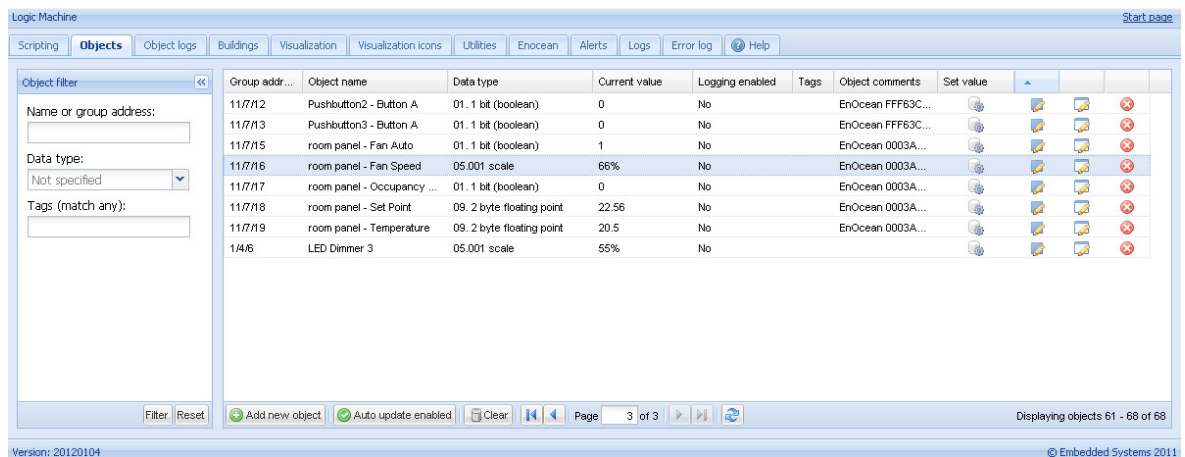 Logic Machine Start page
Scripting Objects Object logs Buildings Visualization Visualization icons Utilities Enocean Alerts Logs Error log Help
Object filter
Name or group address:
Data type:
Not specified
Tags (match any):
Filter Reset
Group addr... Object name Data type Current value Logging enabled Tags Object comments Set value
11/7/12 Pushbutton2 - Button A 01. 1 bit (boolean) 0 No EnOcean FFF63C...
11/7/13 Pushbutton3 - Button A 01. 1 bit (boolean) 0 No EnOcean FFF63C...
11/7/15 room panel - Fan Auto 01. 1 bit (boolean) 1 No EnOcean 0003A...
11/7/16 room panel - Fan Speed 05.001 scale 66% No EnOcean 0003A...
11/7/17 room panel - Occupancy ... 01. 1 bit (boolean) 0 No EnOcean 0003A...
11/7/18 room panel - Set Point 09. 2 byte floating point 22.56 No EnOcean 0003A...
11/7/19 room panel - Temperature 09. 2 byte floating point 20.5 No EnOcean 0003A...
1/4/6 LED Dimmer 3 05.001 scale 55% No
Add new object Auto update enabled Clear Page 3 of 3 Displaying objects 61 - 68 of 68
Version: 20120104 © Embedded Systems 2011